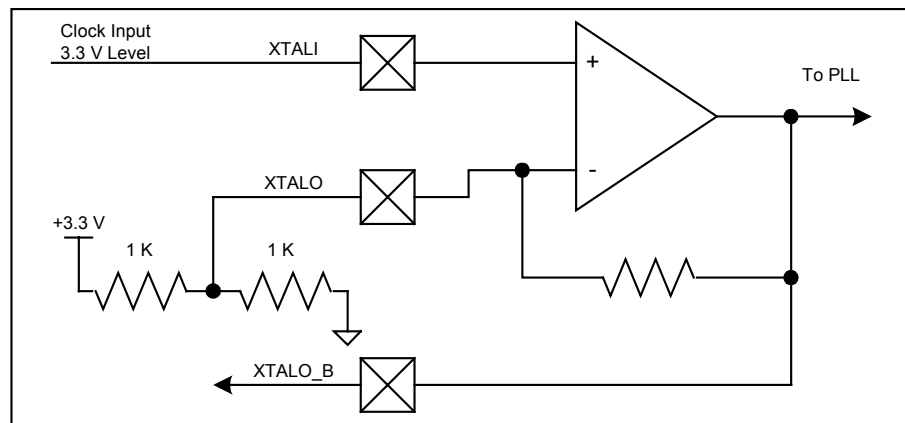 Clock Input
3.3 V Level
XTALI
+
To PLL
-
XTALO
+3.3 V
1 K
1 K
XTALO_B